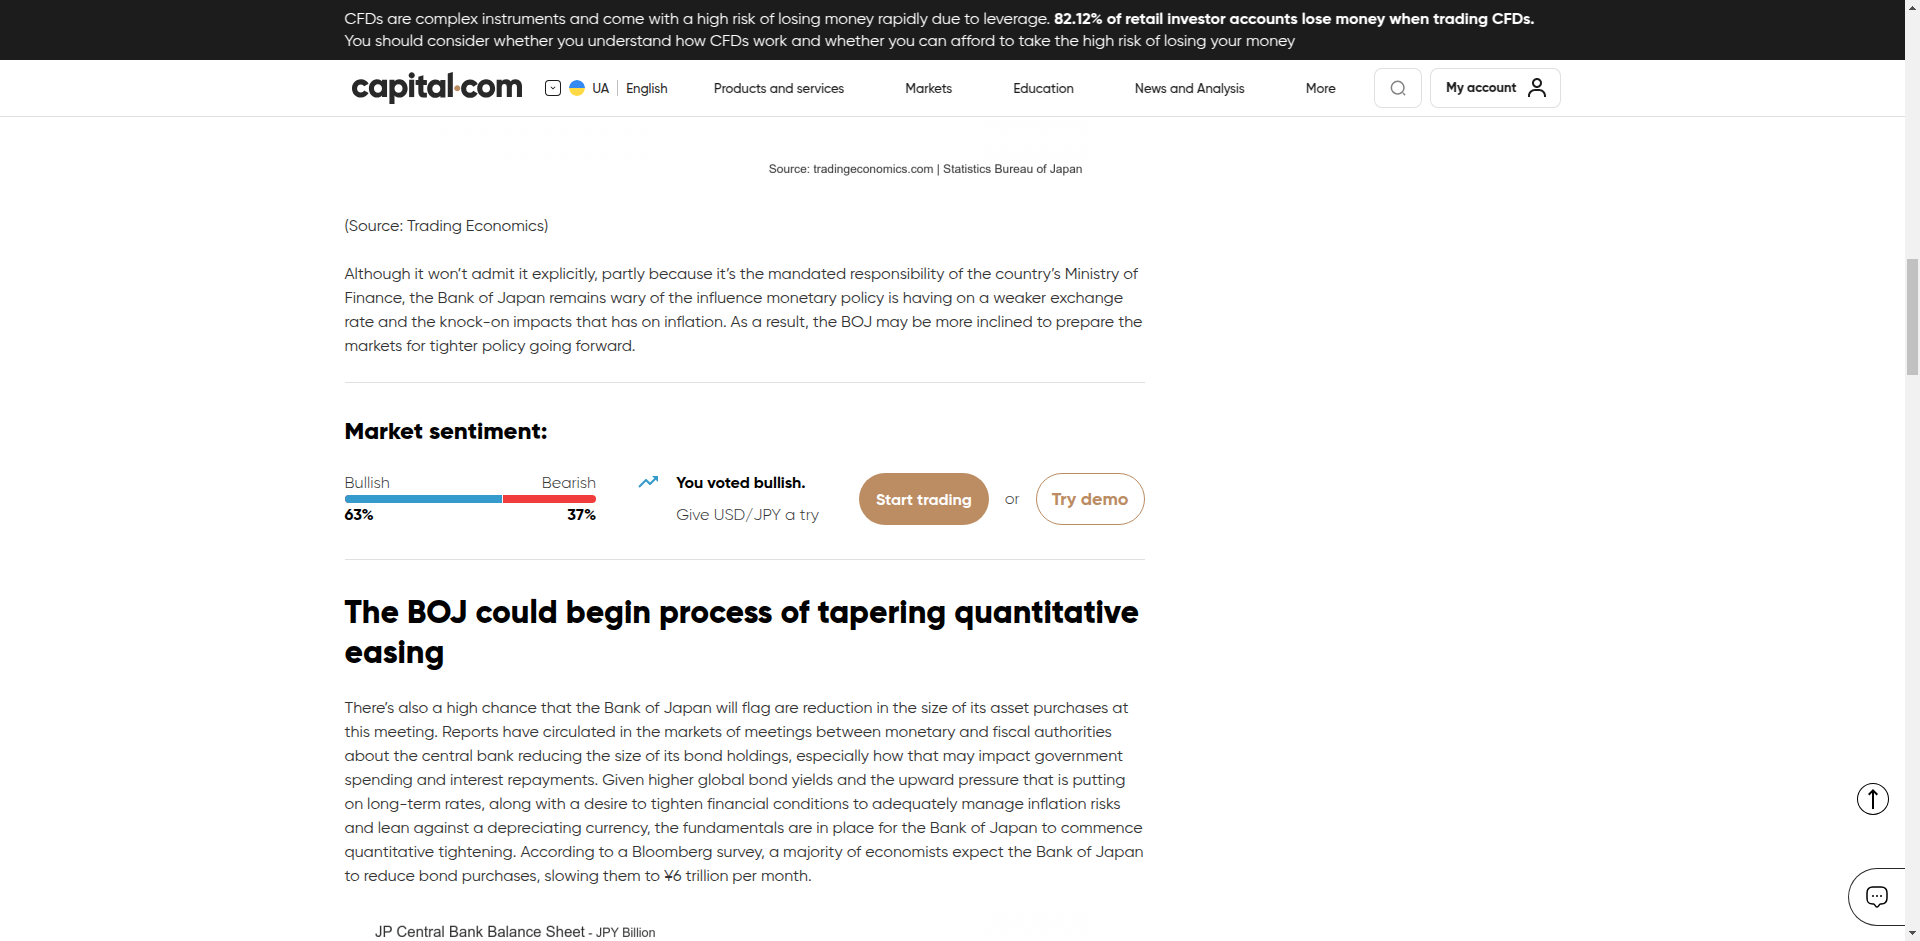 CFDs are complex instruments and come with a high risk of losing money rapidly due to leverage. 82.12% of retail investor accounts lose money when trading CFDs.
You should consider whether you understand how CFDs work and whether you can afford to take the high risk of losing your money
capital.com
UA
English
Products and services
Markets
Education
News and Analysis
More
My account
Source: tradingeconomics.com | Statistics Bureau of Japan
(Source: Trading Economics)
Although it won’t admit it explicitly, partly because it’s the mandated responsibility of the country’s Ministry of
Finance, the Bank of Japan remains wary of the influence monetary policy is having on a weaker exchange
rate and the knock-on impacts that has on inflation. As a result, the BOJ may be more inclined to prepare the
markets for tighter policy going forward.
Market sentiment:
Bullish
Bearish
63%
37%
You voted bullish.
Give USD/JPY a try
Start trading
or
Try demo
The BOJ could begin process of tapering quantitative
easing
There’s also a high chance that the Bank of Japan will flag are reduction in the size of its asset purchases at
this meeting. Reports have circulated in the markets of meetings between monetary and fiscal authorities
about the central bank reducing the size of its bond holdings, especially how that may impact government
spending and interest repayments. Given higher global bond yields and the upward pressure that is putting
on long-term rates, along with a desire to tighten financial conditions to adequately manage inflation risks
and lean against a depreciating currency, the fundamentals are in place for the Bank of Japan to commence
quantitative tightening. According to a Bloomberg survey, a majority of economists expect the Bank of Japan
to reduce bond purchases, slowing them to ¥6 trillion per month.
JP Central Bank Balance Sheet - JPY Billion